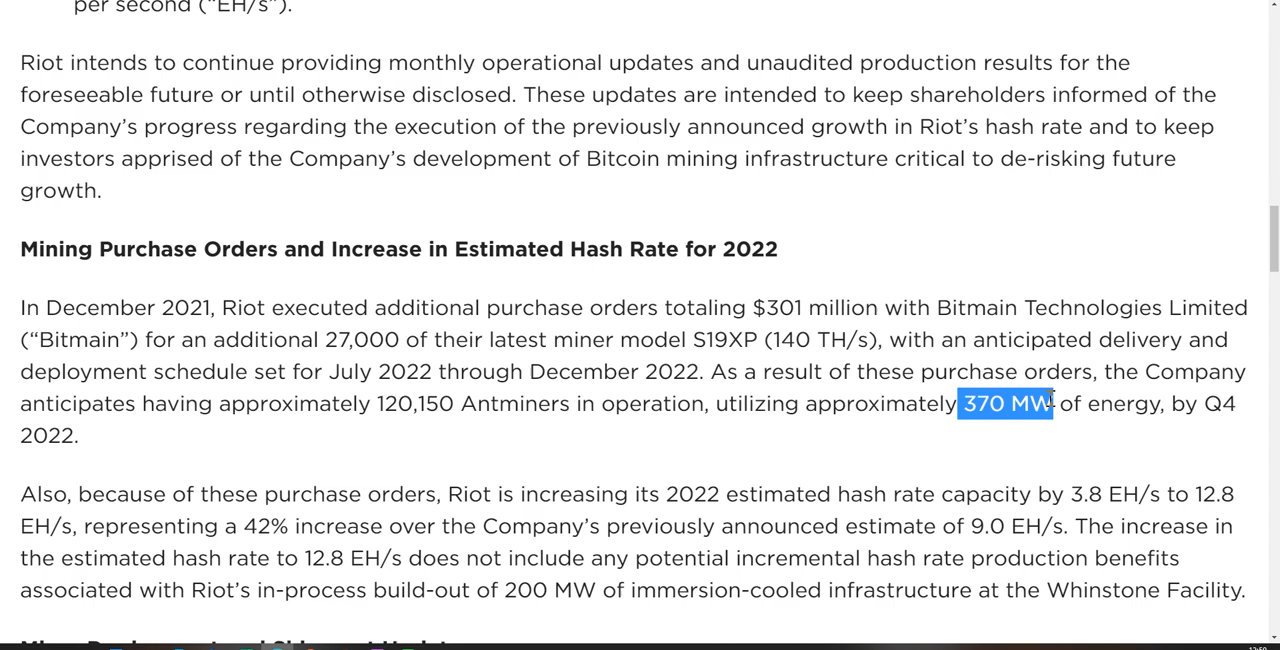 per second (“EH/s”).
Riot intends to continue providing monthly operational updates and unaudited production results for the
foreseeable future or until otherwise disclosed. These updates are intended to keep shareholders informed of the
Company’s progress regarding the execution of the previously announced growth in Riot’s hash rate and to keep
investors apprised of the Company’s development of Bitcoin mining infrastructure critical to de-risking future
growth.
Mining Purchase Orders and Increase in Estimated Hash Rate for 2022
In December 2021, Riot executed additional purchase orders totaling $301 million with Bitmain Technologies Limited
(“Bitmain”) for an additional 27,000 of their latest miner model S19XP (140 TH/s), with an anticipated delivery and
deployment schedule set for July 2022 through December 2022. As a result of these purchase orders, the Company
anticipates having approximately 120,150 Antminers in operation, utilizing approximately 370 MW of energy, by Q4
2022.
Also, because of these purchase orders, Riot is increasing its 2022 estimated hash rate capacity by 3.8 EH/s to 12.8
EH/s, representing a 42% increase over the Company’s previously announced estimate of 9.0 EH/s. The increase in
the estimated hash rate to 12.8 EH/s does not include any potential incremental hash rate production benefits
associated with Riot’s in-process build-out of 200 MW of immersion-cooled infrastructure at the Whinstone Facility.